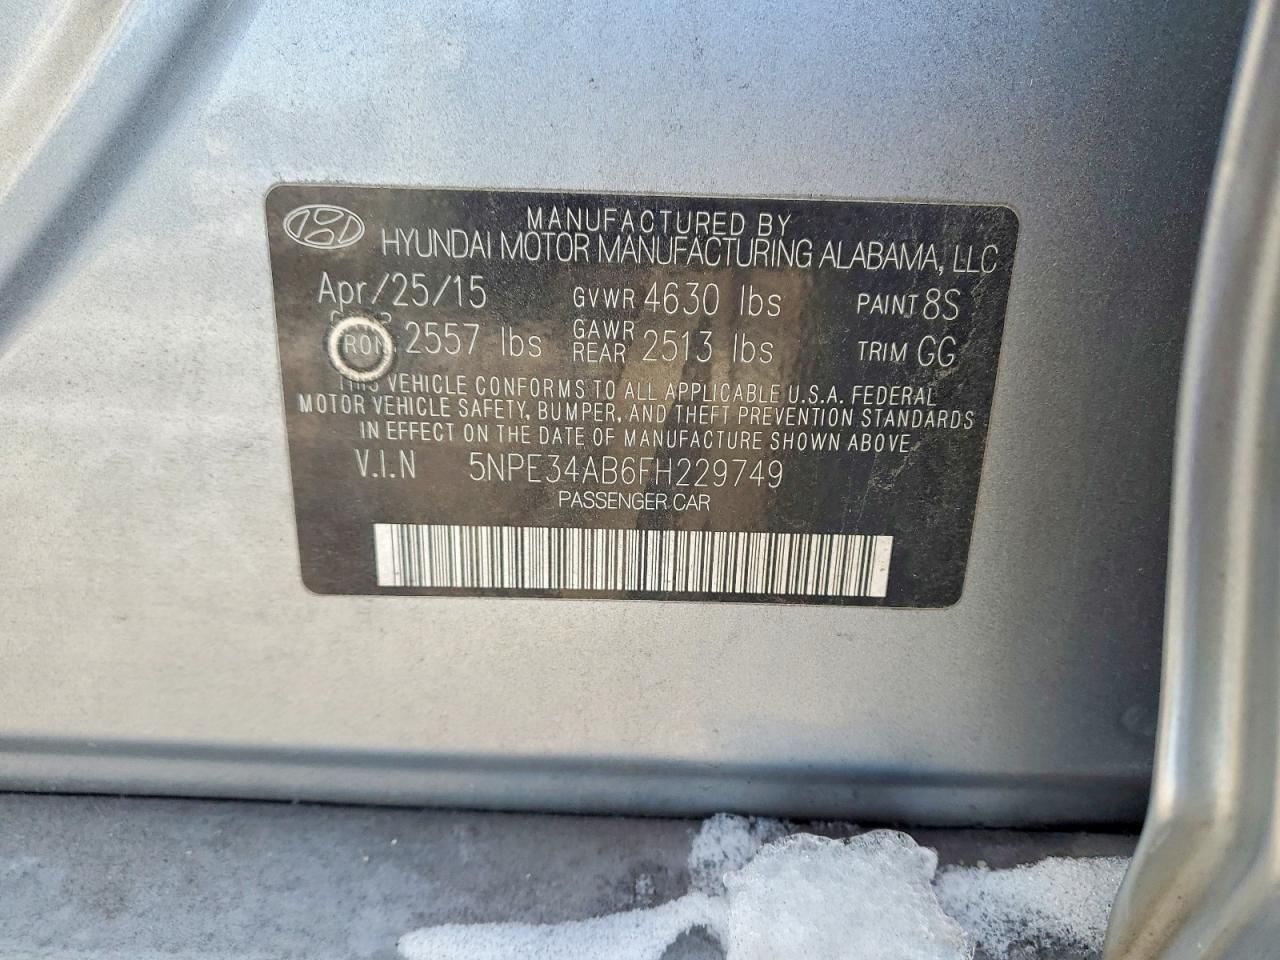 MANUFACTURED BY
HYUNDAI MOTOR MANUFACTURING ALABAMA, LLC
Apr/25/15 GVWR 4630 lbs PAINT 8S
2557 lbs GAWR REAR 2513 lbs TRIM GG
THIS VEHICLE CONFORMS TO ALL APPLICABLE U.S.A. FEDERAL
MOTOR VEHICLE SAFETY, BUMPER, AND THEFT PREVENTION STANDARDS
IN EFFECT ON THE DATE OF MANUFACTURE SHOWN ABOVE.
V.I.N 5NPE34AB6FH229749
PASSENGER CAR